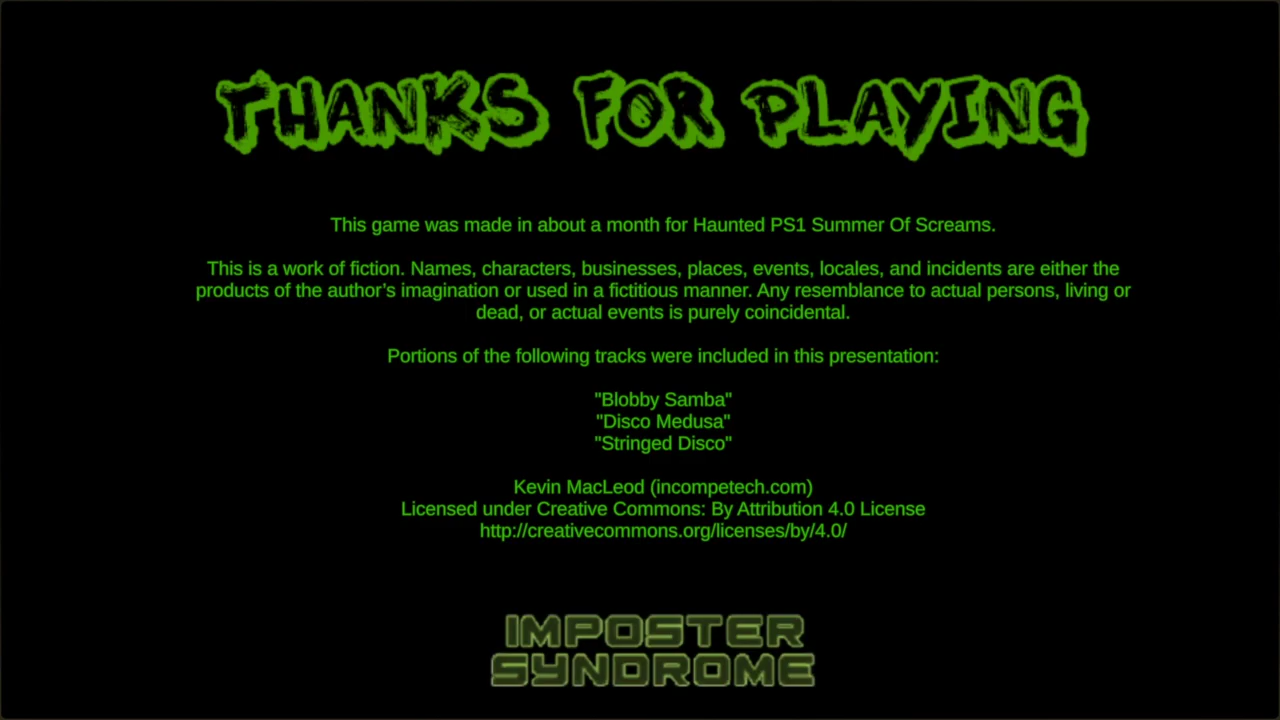 THANKS FOR PLAYING
This game was made in about a month for Haunted PS1 Summer Of Screams.
This is a work of fiction. Names, characters, businesses, places, events, locales, and incidents are either the
products of the author’s imagination or used in a fictitious manner. Any resemblance to actual persons, living or
dead, or actual events is purely coincidental.
Portions of the following tracks were included in this presentation:
"Blobby Samba"
"Disco Medusa"
"Stringed Disco"
Kevin MacLeod (incompetech.com)
Licensed under Creative Commons: By Attribution 4.0 License
http://creativecommons.org/licenses/by/4.0/
IMPOSTER
SYNDROME